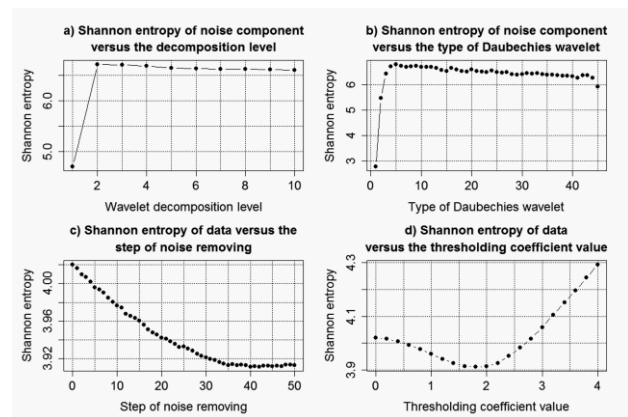 a) Shannon entropy of noise component
versus the decomposition level
Shannon entropy
6.0
5.0
2 4 6 8 10
Wavelet decomposition level
b) Shannon entropy of noise component
versus the type of Daubechies wavelet
Shannon entropy
6
5
4
3
0 10 20 30 40
Type of Daubechies wavelet
c) Shannon entropy of data versus the
step of noise removing
Shannon entropy
4.00
3.96
3.92
0 10 20 30 40 50
Step of noise removing
d) Shannon entropy of data
versus the thresholding coefficient value
Shannon entropy
4.3
4.1
3.9
0 1 2 3 4
Thresholding coefficient value